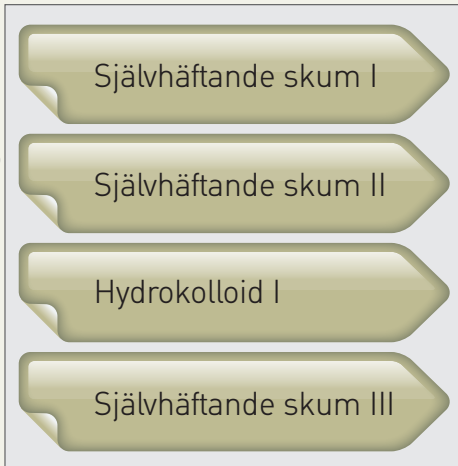 Självhäftande skum I
Självhäftande skum II
Hydrokolloid I
Självhäftande skum III